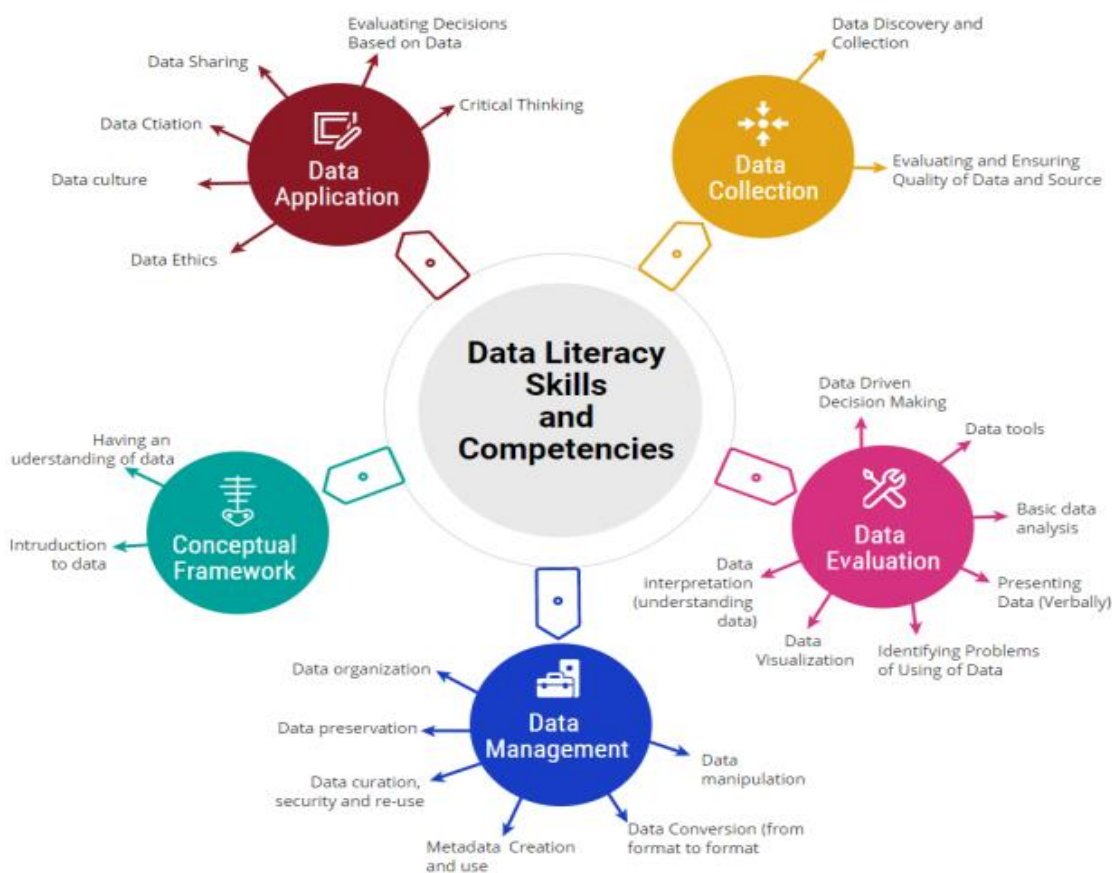 Evaluating Decisions
Based on Data
Data Sharing
Critical Thinking
Data Ctiation
Data culture
Data Ethics
Data
Application
Data Discovery and
Collection
Evaluating and Ensuring
Quality of Data and Source
Data
Collection
Data Literacy
Skills
and
Competencies
Having an
uderstanding of data
Intruduction
to data
Conceptual
Framework
Data Driven
Decision Making
Data tools
Basic data
analysis
Presenting
Data (Verbally)
Identifying Problems
of Using of Data
Data
Visualization
Data
interpretation
(understanding
data)
Data
Evaluation
Data organization
Data preservation
Data curation,
security and re-use
Metadata Creation
and use
Data Conversion (from
format to format
Data
manipulation
Data
Management